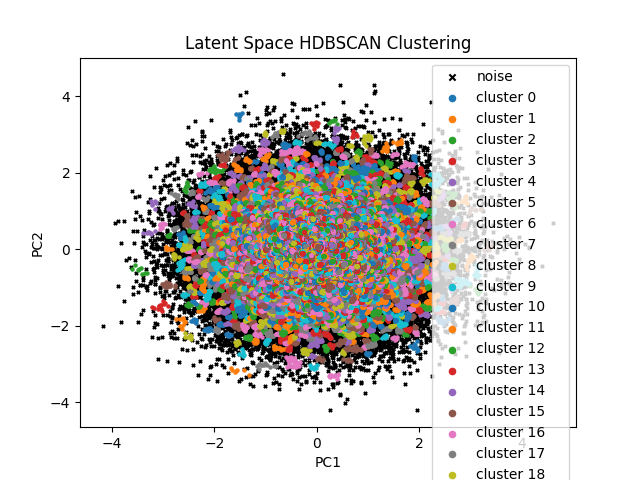 Latent Space HDBSCAN Clustering
PC2
4
2
0
−2
−4
−4
−2
0
2
4
PC1
noise
cluster 0
cluster 1
cluster 2
cluster 3
cluster 4
cluster 5
cluster 6
cluster 7
cluster 8
cluster 9
cluster 10
cluster 11
cluster 12
cluster 13
cluster 14
cluster 15
cluster 16
cluster 17
cluster 18